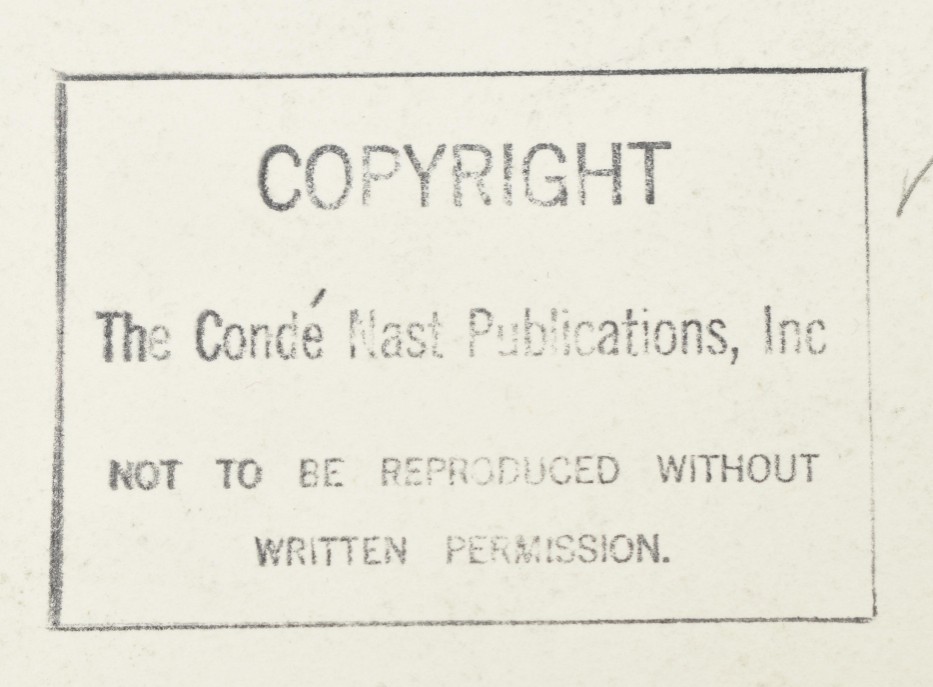 COPYRIGHT
The Condé Nast Publications, Inc
NOT TO BE REPRODUCED WITHOUT
WRITTEN PERMISSION.